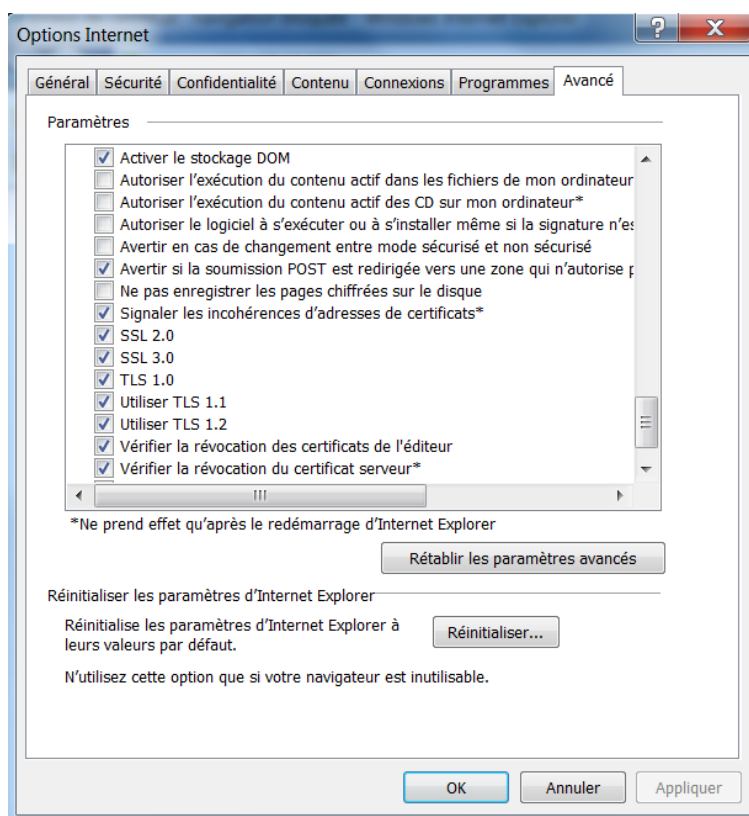 Options Internet
Général Sécurité Confidentialité Contenu Connexions Programmes Avancé
Paramètres
Activer le stockage DOM
Autoriser l’exécution du contenu actif dans les fichiers de mon ordinateur
Autoriser l’exécution du contenu actif des CD sur mon ordinateur*
Autoriser le logiciel à s’exécuter ou à s’installer même si la signature n’es
Avertir en cas de changement entre mode sécurisé et non sécurisé
Avertir si la soumission POST est redirigée vers une zone qui n’autorise p
Ne pas enregistrer les pages chiffrées sur le disque
Signaler les incohérences d’adresses de certificats*
SSL 2.0
SSL 3.0
TLS 1.0
Utiliser TLS 1.1
Utiliser TLS 1.2
Vérifier la révocation des certificats de l'éditeur
Vérifier la révocation du certificat serveur*
*Ne prend effet qu’après le redémarrage d’Internet Explorer
Rétablir les paramètres avancés
Réinitialiser les paramètres d’Internet Explorer
Réinitialise les paramètres d’Internet Explorer à
leurs valeurs par défaut.
Réinitialiser...
N’utilisez cette option que si votre navigateur est inutilisable.
OK Annuler Appliquer